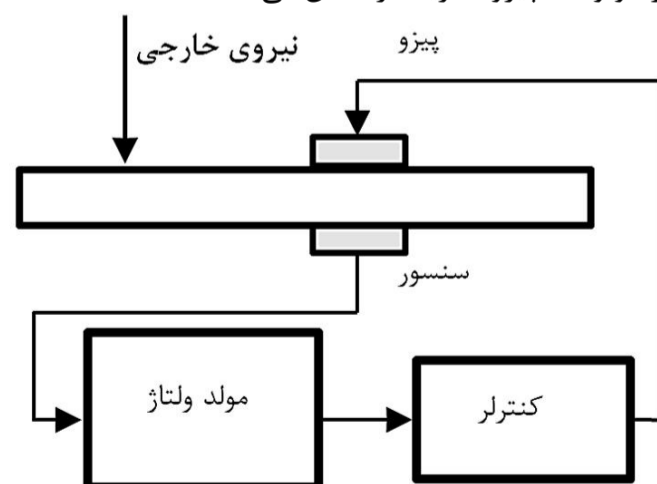 پیزو
نیروی خارجی
سنسور
مولد ولتاژ
کنترلر